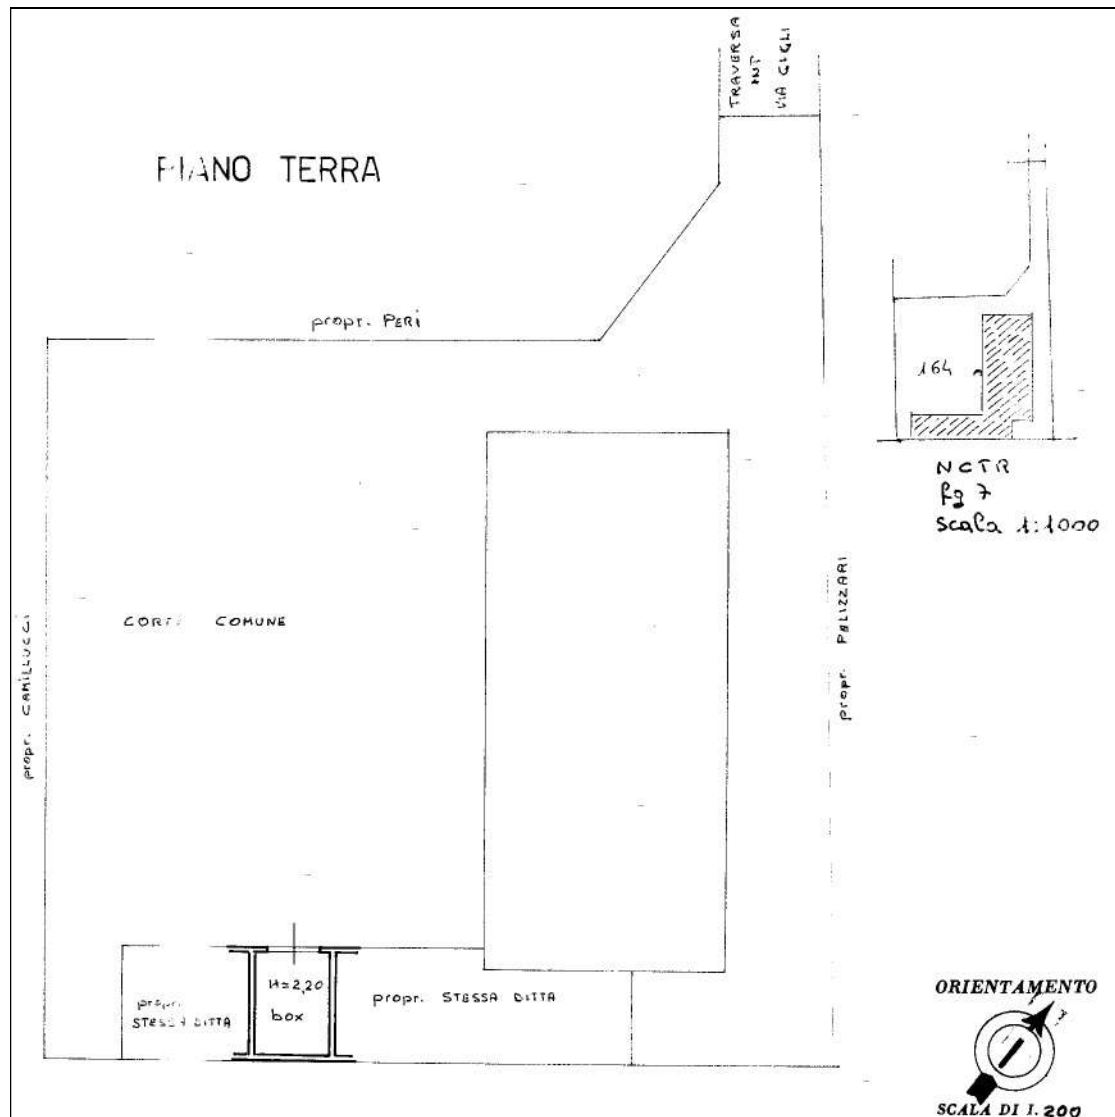 TRAVERSA
INT
VIA GIGLI
PIANO TERRA
propr. PERI
164
NCTR
fg 7
scala 1:1000
propr. CAMILLUCCI
COMUNE
propr. PALIZZARI
H=2,20
box
propr.
STESSA DITTA
propr. STESSA DITTA
ORIENTAMENTO
SCALA DI 1. 200